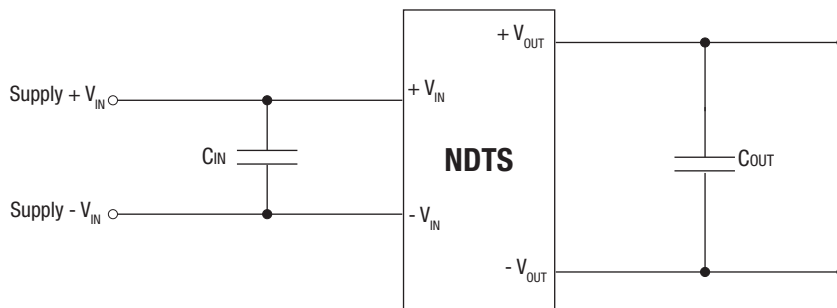 + VOUT
Supply + VIN
+ VIN
CIN
NDTS
COUT
Supply - VIN
- VIN
- VOUT